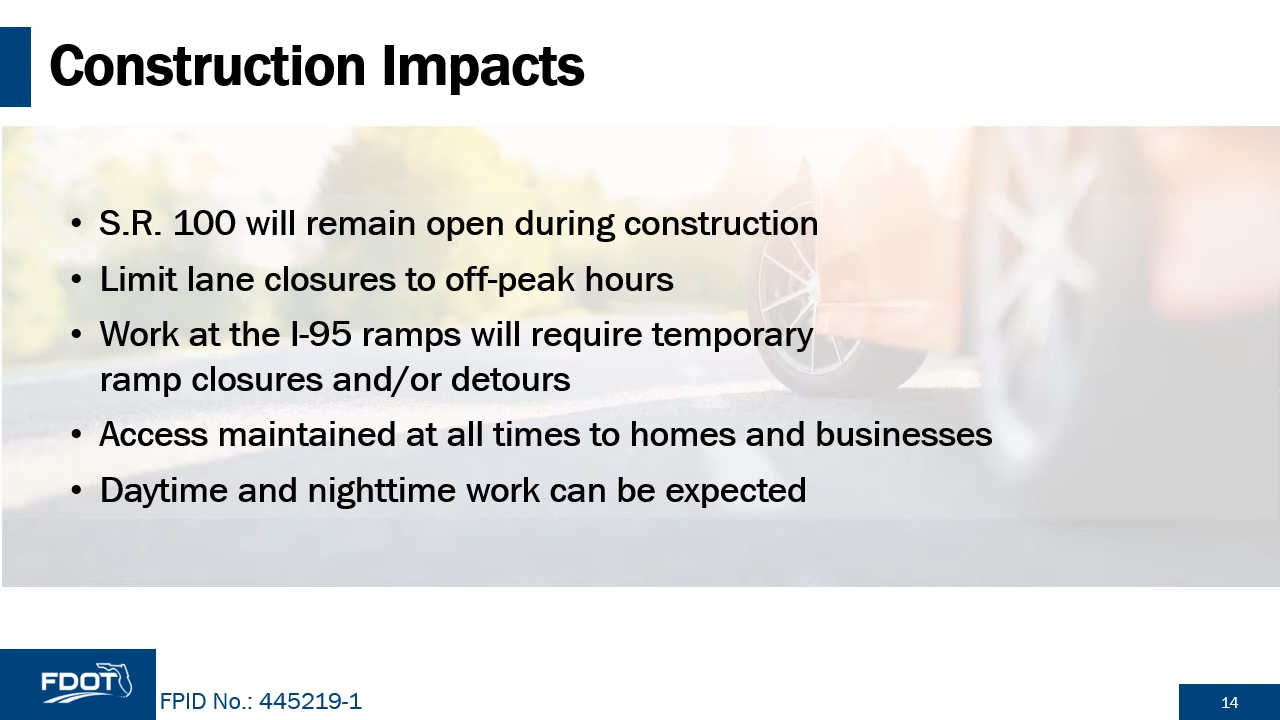 Construction Impacts
• S.R. 100 will remain open during construction
• Limit lane closures to off-peak hours
• Work at the I-95 ramps will require temporary
ramp closures and/or detours
• Access maintained at all times to homes and businesses
• Daytime and nighttime work can be expected
FDOT
FPID No.: 445219-1
14